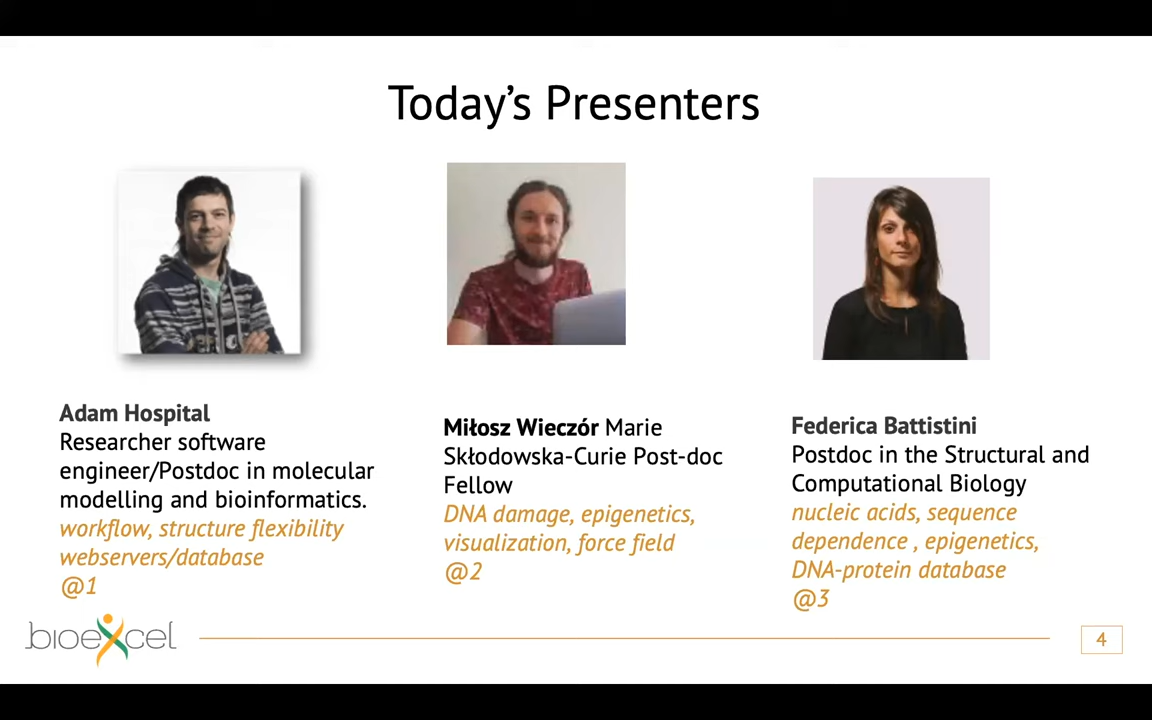 Today's Presenters
Adam Hospital
Researcher software
engineer/Postdoc in molecular
modelling and bioinformatics.
workflow, structure flexibility
webservers/database
@1
Miłosz Wieczór Marie
Skłodowska-Curie Post-doc
Fellow
DNA damage, epigenetics,
visualization, force field
@2
Federica Battistini
Postdoc in the Structural and
Computational Biology
nucleic acids, sequence
dependence , epigenetics,
DNA-protein database
@3
bioexcel
4